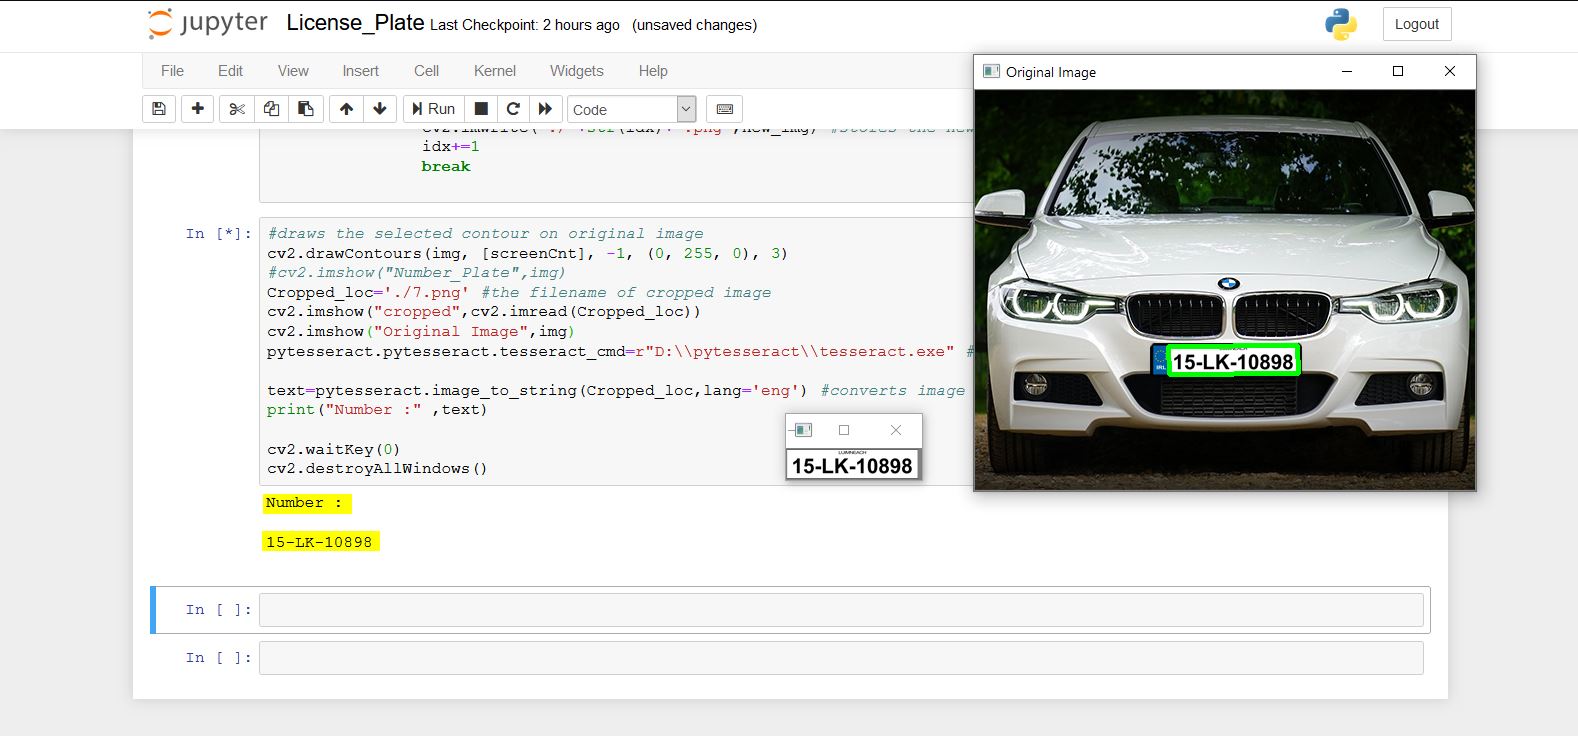 jupyter License_Plate Last Checkpoint: 2 hours ago (unsaved changes)
Logout
File Edit View Insert Cell Kernel Widgets Help
Run Code
Original Image
idx+=1
break
In [*]:
#draws the selected contour on original image
cv2.drawContours(img, [screenCnt], -1, (0, 255, 0), 3)
#cv2.imshow("Number_Plate",img)
Cropped_loc='./7.png' #the filename of cropped image
cv2.imshow("cropped",cv2.imread(Cropped_loc))
cv2.imshow("Original Image",img)
pytesseract.pytesseract.tesseract_cmd=r"D:\\pytesseract\\tesseract.exe" #
text=pytesseract.image_to_string(Cropped_loc,lang='eng') #converts image
print("Number :" ,text)
cv2.waitKey(0)
cv2.destroyAllWindows()
LUIMNEACH
15-LK-10898
IRL
15-LK-10898
Number :
15-LK-10898
In [ ]:
In [ ]: